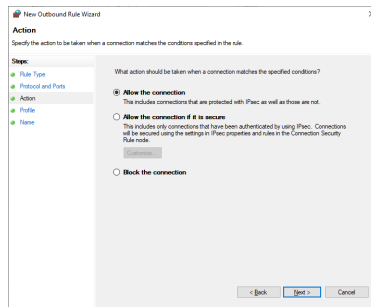 New Outbound Rule Wizard
Action
Specify the action to be taken when a connection matches the conditions specified in the rule.
Steps:
Rule Type
Protocol and Ports
Action
Profile
Name
What action should be taken when a connection matches the specified conditions?
Allow the connection
This includes connections that are protected with IPsec as well as those are not.
Allow the connection if it is secure
This includes only connections that have been authenticated by using IPsec. Connections
will be secured using the settings in IPsec properties and rules in the Connection Security
Rule node.
Customize...
Block the connection
< Back
Next >
Cancel